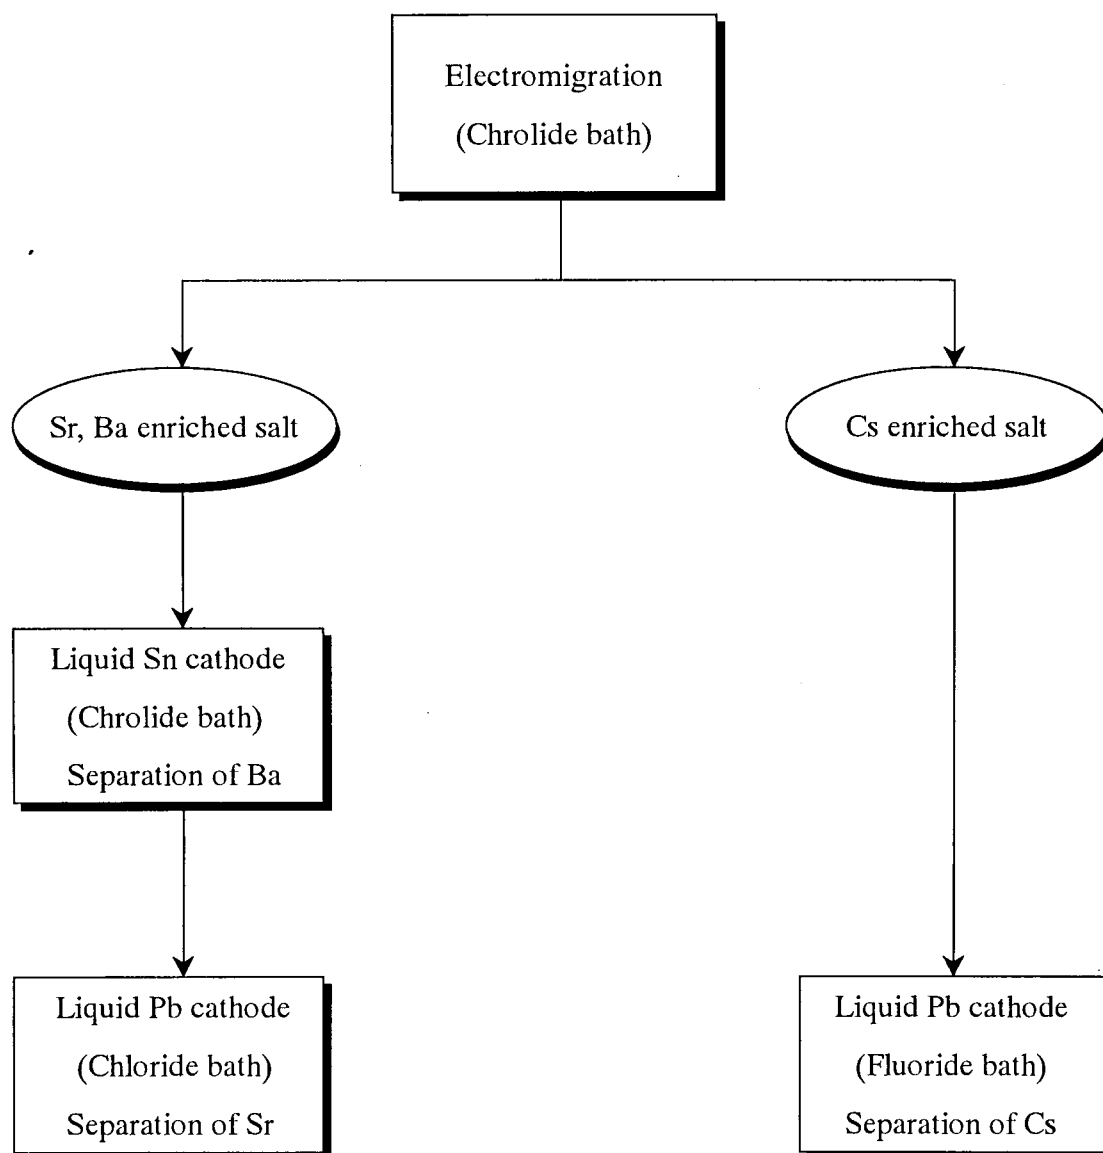 Electromigration
(Chrolide bath)
Sr, Ba enriched salt
Cs enriched salt
Liquid Sn cathode
(Chrolide bath)
Separation of Ba
Liquid Pb cathode
(Chloride bath)
Separation of Sr
Liquid Pb cathode
(Fluoride bath)
Separation of Cs